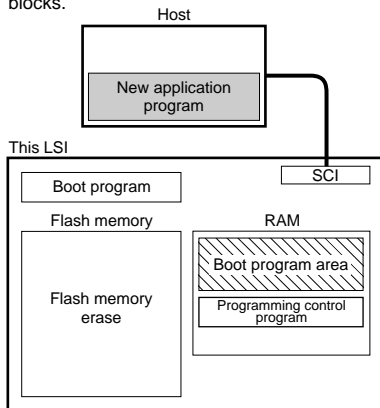 blocks.
Host
New application
program
This LSI
SCI
Boot program
Flash memory
RAM
Boot program area
Flash memory
erase
Programming control
program